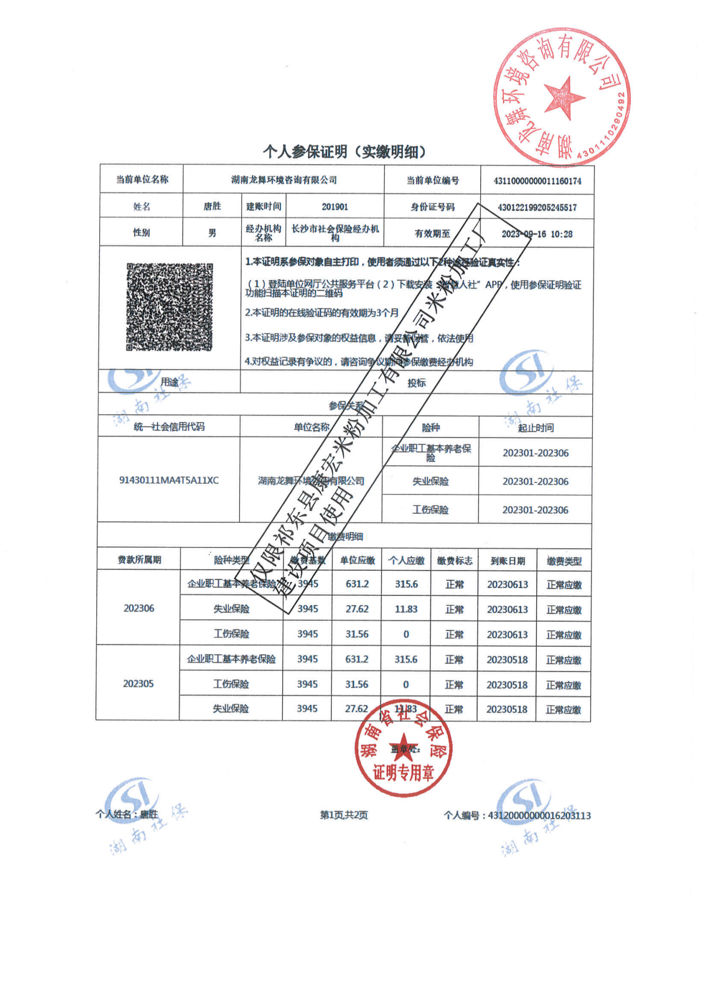 湖南龙舞环境咨询有限公司
4301110290492
个人参保证明（实缴明细）
当前单位名称 湖南龙舞环境咨询有限公司 当前单位编号 43110000000011160174
姓名 唐胜 建账时间 201901 身份证号码 430122199205245517
性别 男 经办机构名称 长沙市社会保险经办机构 有效期至 2023-09-16 10:28
1.本证明系参保对象自主打印，使用者须通过以下2种途径验证真实性：
（1）登陆单位网厅公共服务平台（2）下载安装“智慧人社”APP，使用参保证明验证
功能扫描本证明的二维码
2.本证明的在线验证码的有效期为3个月
3.本证明涉及参保对象的权益信息，请妥善保管，依法使用
4.对权益记录有争议的，请咨询争议期间参保缴费经办机构
用途 投标
湖南社保
湖南社保
参保关系
统一社会信用代码 单位名称 险种 起止时间
91430111MA4T5A11XC 湖南龙舞环境咨询有限公司 企业职工基本养老保险 202301-202306
失业保险 202301-202306
工伤保险 202301-202306
缴费明细
费款所属期 险种类型 缴费基数 单位应缴 个人应缴 缴费标志 到账日期 缴费类型
202306 企业职工基本养老保险 3945 631.2 315.6 正常 20230613 正常应缴
失业保险 3945 27.62 11.83 正常 20230613 正常应缴
工伤保险 3945 31.56 0 正常 20230613 正常应缴
202305 企业职工基本养老保险 3945 631.2 315.6 正常 20230518 正常应缴
工伤保险 3945 31.56 0 正常 20230518 正常应缴
失业保险 3945 27.62 11.83 正常 20230518 正常应缴
仅限祁东县康宏米粉加工有限公司米粉加工厂
建设项目使用
湖南省社会保险
盖章处：
证明专用章
个人姓名：唐胜 第1页,共2页 个人编号：43120000000016203113
湖南社保
湖南社保